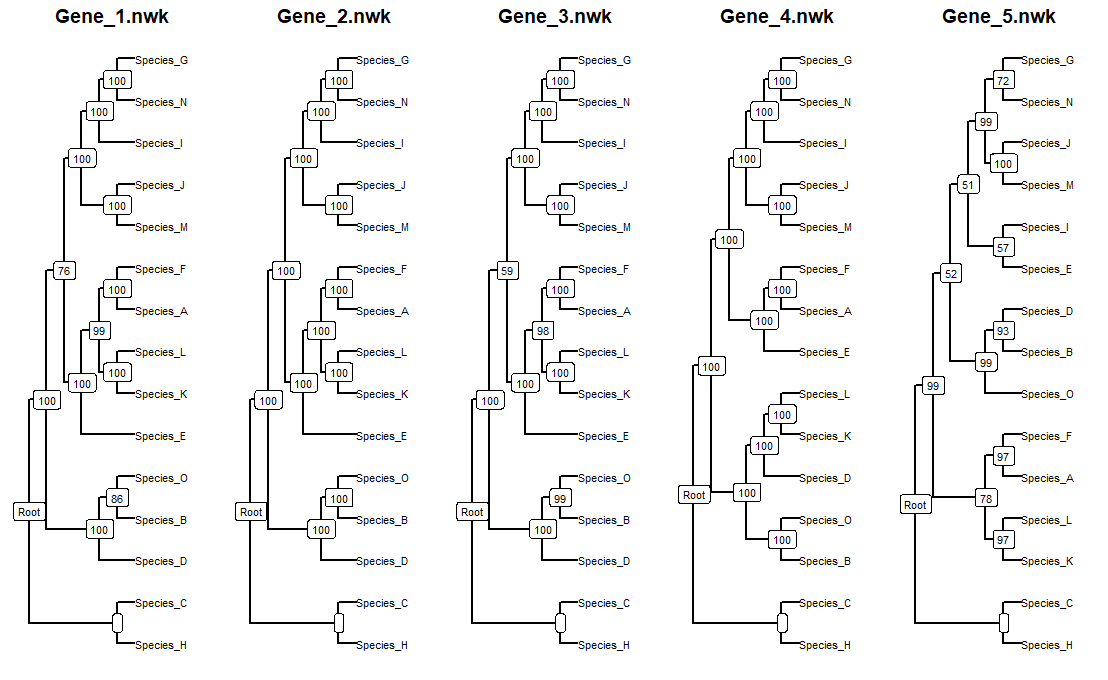 Gene_1.nwk
Species_G
100
Species_N
100
Species_I
100
Species_J
100
Species_M
76
Species_F
100
Species_A
99
Species_L
100
Species_K
100
100
Species_E
Species_O
86
Species_B
Root
100
Species_D
Species_C
Species_H
Gene_2.nwk
Species_G
100
Species_N
100
Species_I
100
Species_J
100
Species_M
100
Species_F
100
Species_A
100
Species_L
100
Species_K
100
100
Species_E
Species_O
100
Species_B
Root
100
Species_D
Species_C
Species_H
Gene_3.nwk
Species_G
100
Species_N
100
Species_I
100
Species_J
100
Species_M
59
Species_F
100
Species_A
98
Species_L
100
Species_K
100
100
Species_E
Species_O
99
Species_B
Root
100
Species_D
Species_C
Species_H
Gene_4.nwk
Species_G
100
Species_N
100
Species_I
100
Species_J
100
Species_M
100
Species_F
100
Species_A
100
Species_E
100
Species_L
100
Species_K
100
Species_D
100
Root
Species_O
100
Species_B
Species_C
Species_H
Gene_5.nwk
Species_G
72
Species_N
99
Species_J
100
Species_M
51
Species_I
57
Species_E
52
Species_D
93
Species_B
99
Species_O
99
Species_F
97
Species_A
78
Root
Species_L
97
Species_K
Species_C
Species_H